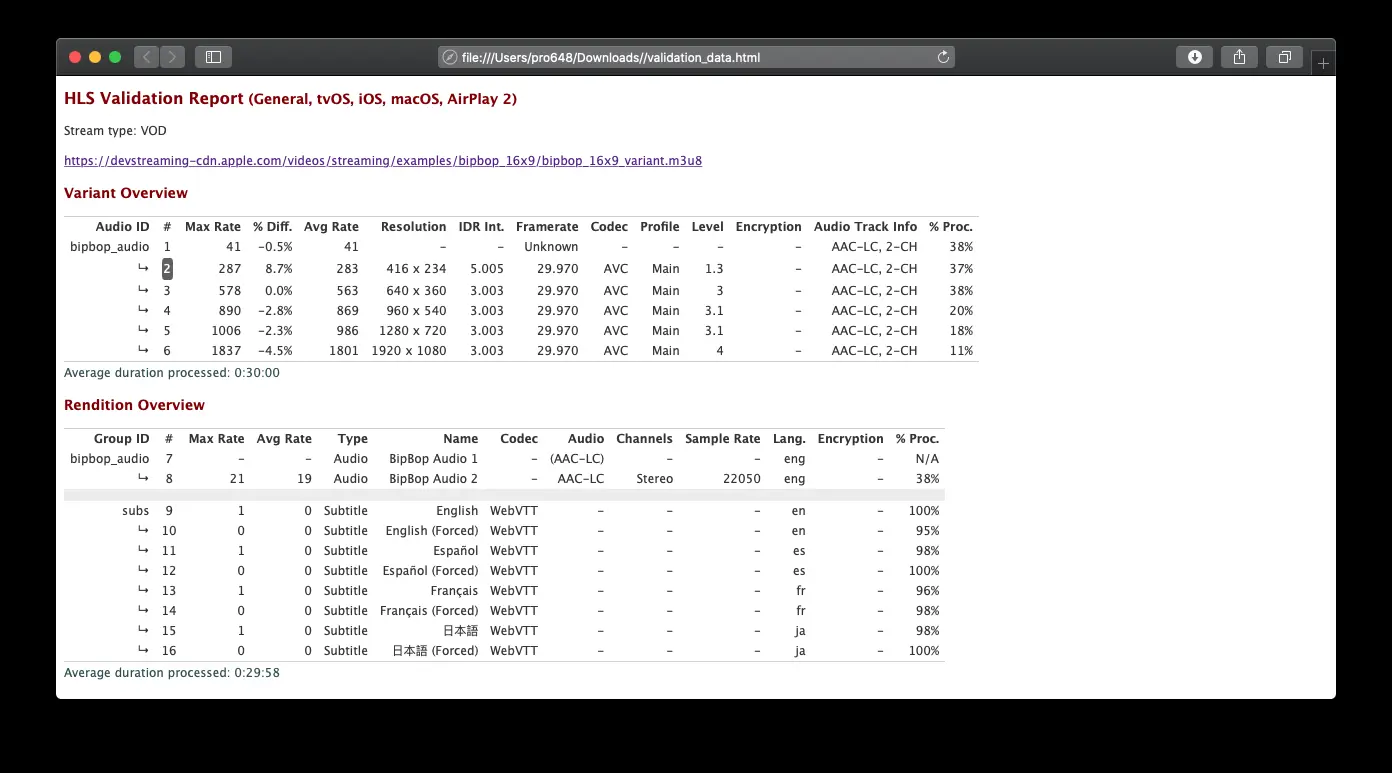 file:///Users/pro648/Downloads//validation_data.html
HLS Validation Report (General, tvOS, iOS, macOS, AirPlay 2)
Stream type: VOD
https://devstreaming-cdn.apple.com/videos/streaming/examples/bipbop_16x9/bipbop_16x9_variant.m3u8
Variant Overview
Audio ID # Max Rate % Diff. Avg Rate Resolution IDR Int. Framerate Codec Profile Level Encryption Audio Track Info % Proc.
bipbop_audio 1 41 -0.5% 41 – – Unknown – – – – AAC-LC, 2-CH 38%
↪ 2 287 8.7% 283 416 x 234 5.005 29.970 AVC Main 1.3 – AAC-LC, 2-CH 37%
↪ 3 578 0.0% 563 640 x 360 3.003 29.970 AVC Main 3 – AAC-LC, 2-CH 38%
↪ 4 890 -2.8% 869 960 x 540 3.003 29.970 AVC Main 3.1 – AAC-LC, 2-CH 20%
↪ 5 1006 -2.3% 986 1280 x 720 3.003 29.970 AVC Main 3.1 – AAC-LC, 2-CH 18%
↪ 6 1837 -4.5% 1801 1920 x 1080 3.003 29.970 AVC Main 4 – AAC-LC, 2-CH 11%
Average duration processed: 0:30:00
Rendition Overview
Group ID # Max Rate Avg Rate Type Name Codec Audio Channels Sample Rate Lang. Encryption % Proc.
bipbop_audio 7 – – Audio BipBop Audio 1 – (AAC-LC) – – eng – N/A
↪ 8 21 19 Audio BipBop Audio 2 – AAC-LC Stereo 22050 eng – 38%
subs 9 1 0 Subtitle English WebVTT – – – en – 100%
↪ 10 0 0 Subtitle English (Forced) WebVTT – – – en – 95%
↪ 11 1 0 Subtitle Español WebVTT – – – es – 98%
↪ 12 0 0 Subtitle Español (Forced) WebVTT – – – es – 100%
↪ 13 1 0 Subtitle Français WebVTT – – – fr – 96%
↪ 14 0 0 Subtitle Français (Forced) WebVTT – – – fr – 98%
↪ 15 1 0 Subtitle 日本語 WebVTT – – – ja – 98%
↪ 16 0 0 Subtitle 日本語 (Forced) WebVTT – – – ja – 100%
Average duration processed: 0:29:58